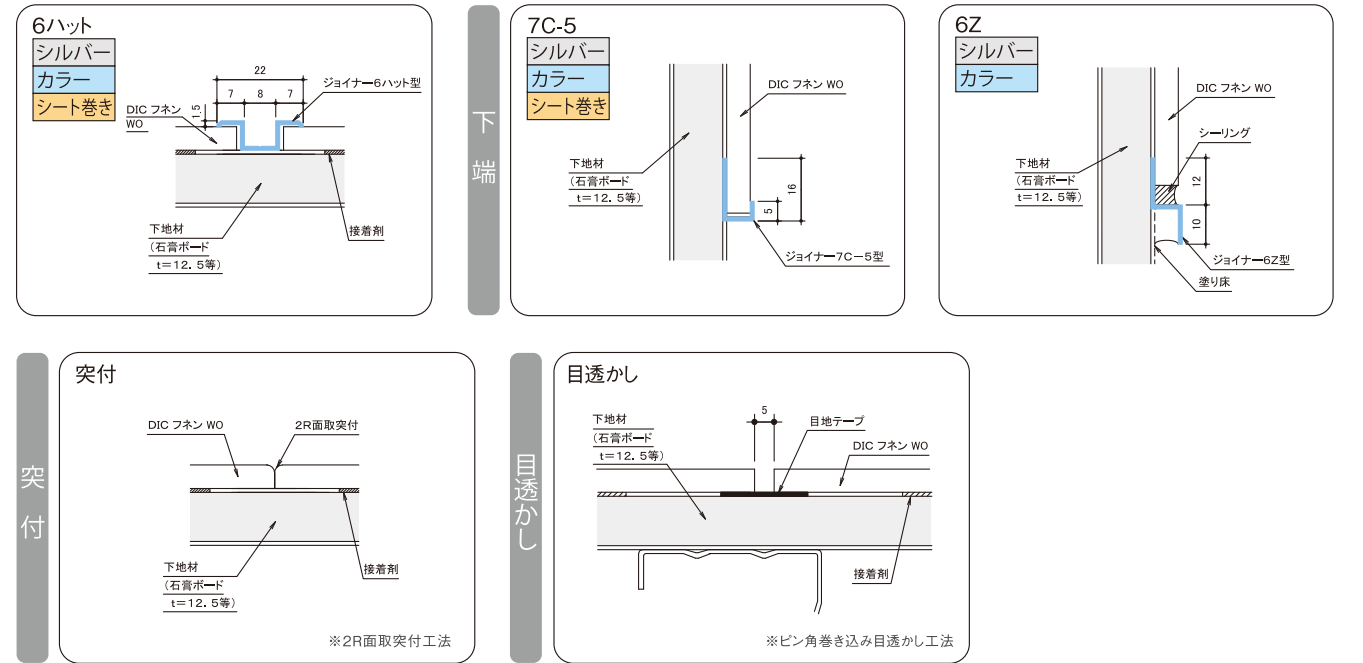 6ハット
シルバー
カラー
シート巻き
22
7
8
7
1.5
ジョイナー6ハット型
DIC フネン
WO
下地材
(石膏ボード
t=12. 5等)
接着剤
下端
7C-5
シルバー
カラー
シート巻き
DIC フネン WO
下地材
(石膏ボード
t=12. 5等)
16
5
ジョイナー7C-5型
6Z
シルバー
カラー
DIC フネン WO
シーリング
下地材
(石膏ボード
t=12. 5等)
12
10
ジョイナー6Z型
塗り床
突付
突付
DIC フネン WO
2R面取突付
下地材
(石膏ボード
t=12. 5等)
接着剤
※2R面取突付工法
目透かし
目透かし
下地材
(石膏ボード
t=12. 5等)
5
目地テープ
DIC フネン WO
接着剤
※ピン角巻き込み目透かし工法